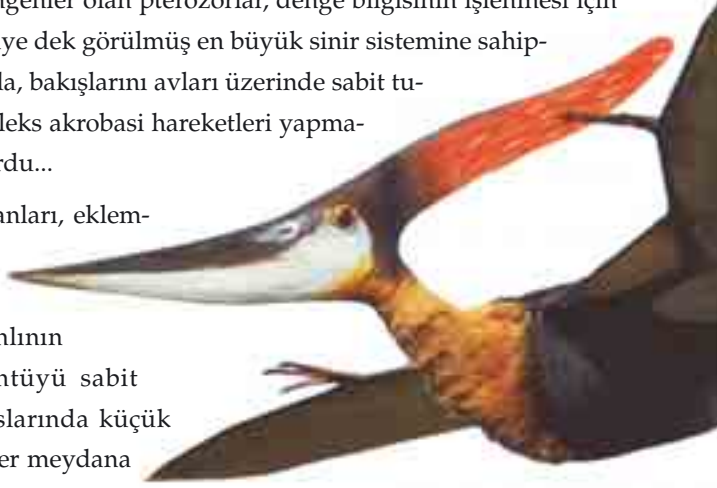 ngenler olan pterozorlar, denge bilgisinin işlenmesi için
ye dek görülmüş en büyük sinir sistemine sahip-
la, bakışlarını avları üzerinde sabit tu-
leks akrobasi hareketleri yapma-
rdu...
anları, eklem-
nlının
ntüyü sabit
slarında küçük
er meydana